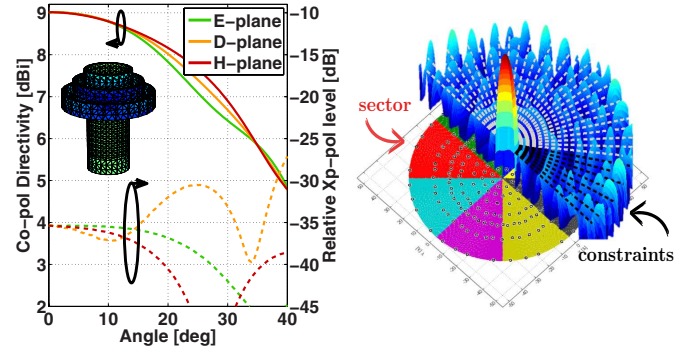 E-plane
D-plane
H-plane
9
8
7
6
5
4
3
2
-10
-15
-20
-25
-30
-35
-40
-45
0
10
20
30
40
Co-pol Directivity [dBi]
Relative Xp-pol level [dB]
Angle [deg]
sector
constraints